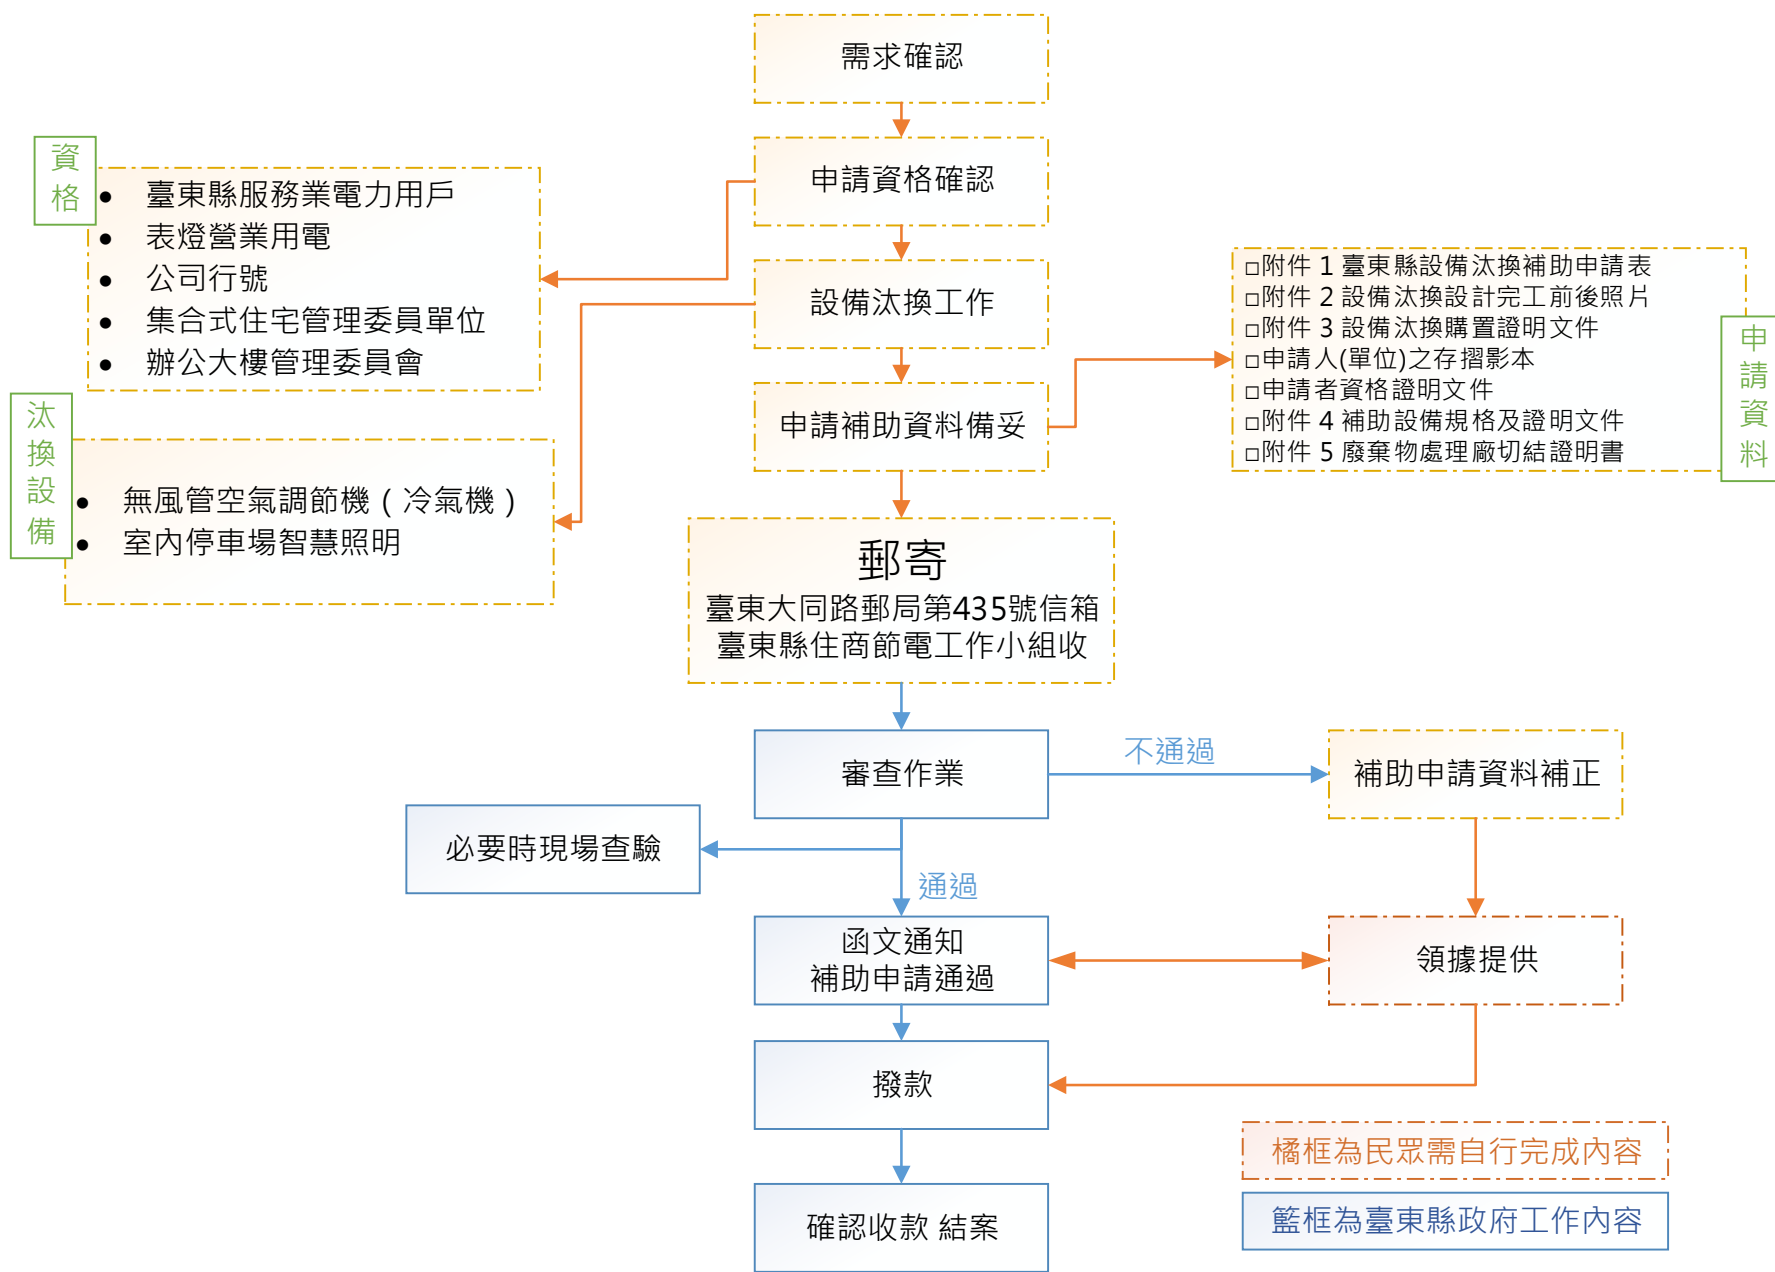 需求確認
申請資格確認
資格
● 臺東縣服務業電力用戶
● 表燈營業用電
● 公司行號
● 集合式住宅管理委員單位
● 辦公大樓管理委員會
設備汰換工作
汰換設備
● 無風管空氣調節機（冷氣機）
● 室內停車場智慧照明
申請補助資料備妥
□附件 1 臺東縣設備汰換補助申請表
□附件 2 設備汰換設計完工前後照片
□附件 3 設備汰換購置證明文件
□申請人(單位)之存摺影本
□申請者資格證明文件
□附件 4 補助設備規格及證明文件
□附件 5 廢棄物處理廠切結證明書
申請資料
郵寄
臺東大同路郵局第435號信箱
臺東縣住商節電工作小組收
審查作業
不通過
補助申請資料補正
必要時現場查驗
通過
函文通知
補助申請通過
領據提供
撥款
確認收款 結案
橘框為民眾需自行完成內容
籃框為臺東縣政府工作內容